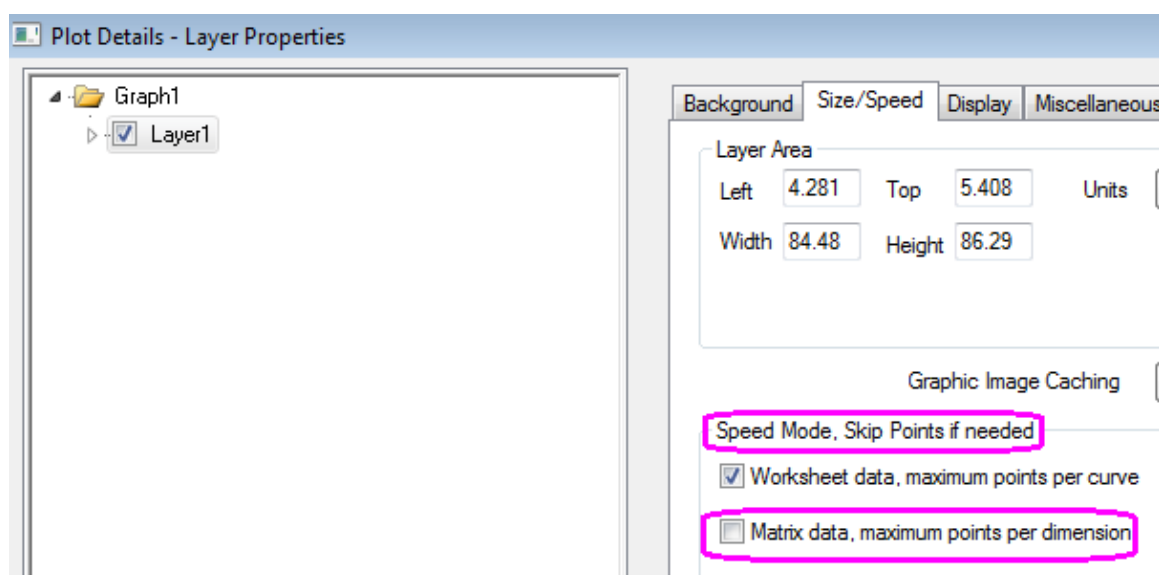 Plot Details - Layer Properties
Graph1
Layer1
Background Size/Speed Display Miscellaneous
Layer Area
Left 4.281 Top 5.408 Units
Width 84.48 Height 86.29
Graphic Image Caching
Speed Mode, Skip Points if needed
Worksheet data, maximum points per curve
Matrix data, maximum points per dimension